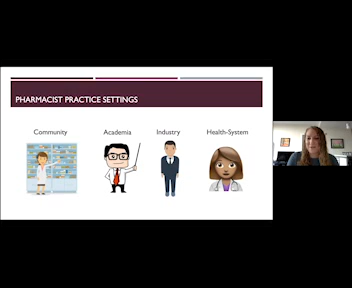 PHARMACIST PRACTICE SETTINGS
Community
Academia
Industry
Health-System